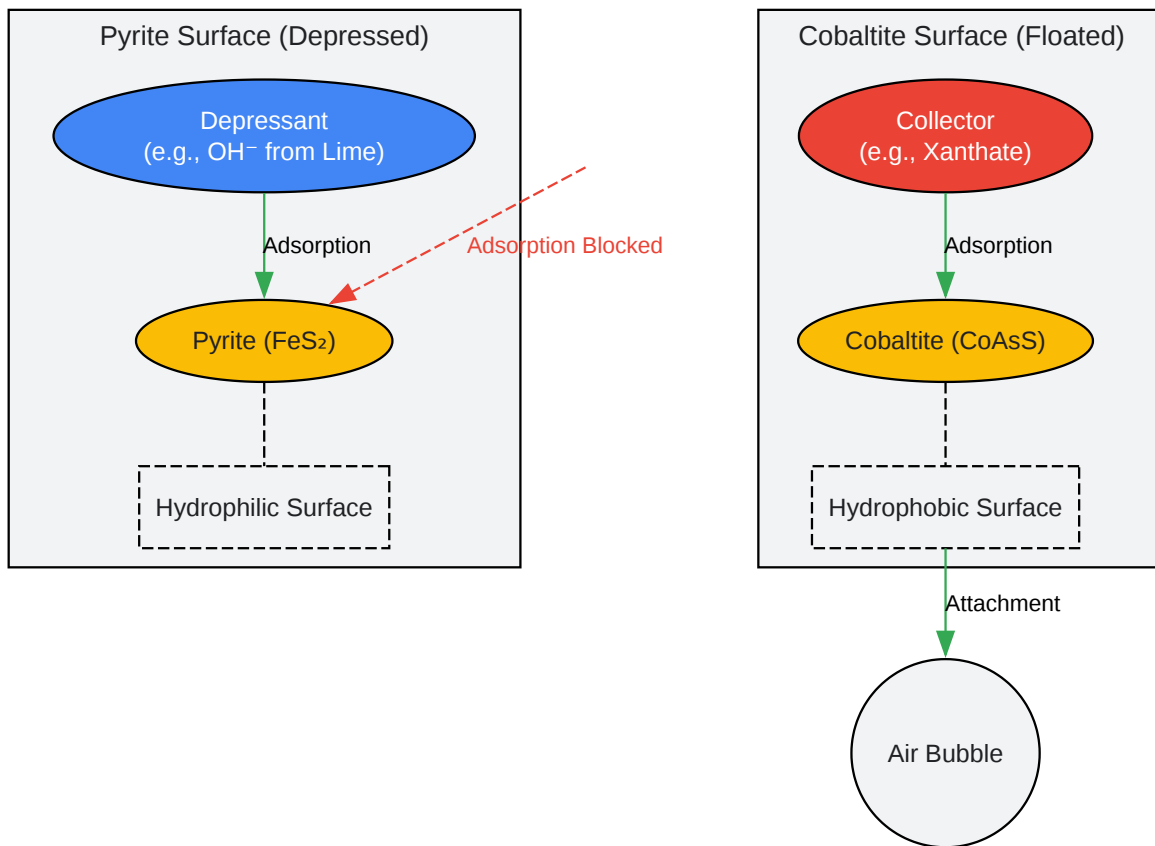 Pyrite Surface (Depressed)
Depressant
(e.g., OH⁻ from Lime)
Adsorption
Adsorption Blocked
Pyrite (FeS₂)
Hydrophilic Surface
Cobaltite Surface (Floated)
Collector
(e.g., Xanthate)
Adsorption
Cobaltite (CoAsS)
Hydrophobic Surface
Attachment
Air Bubble